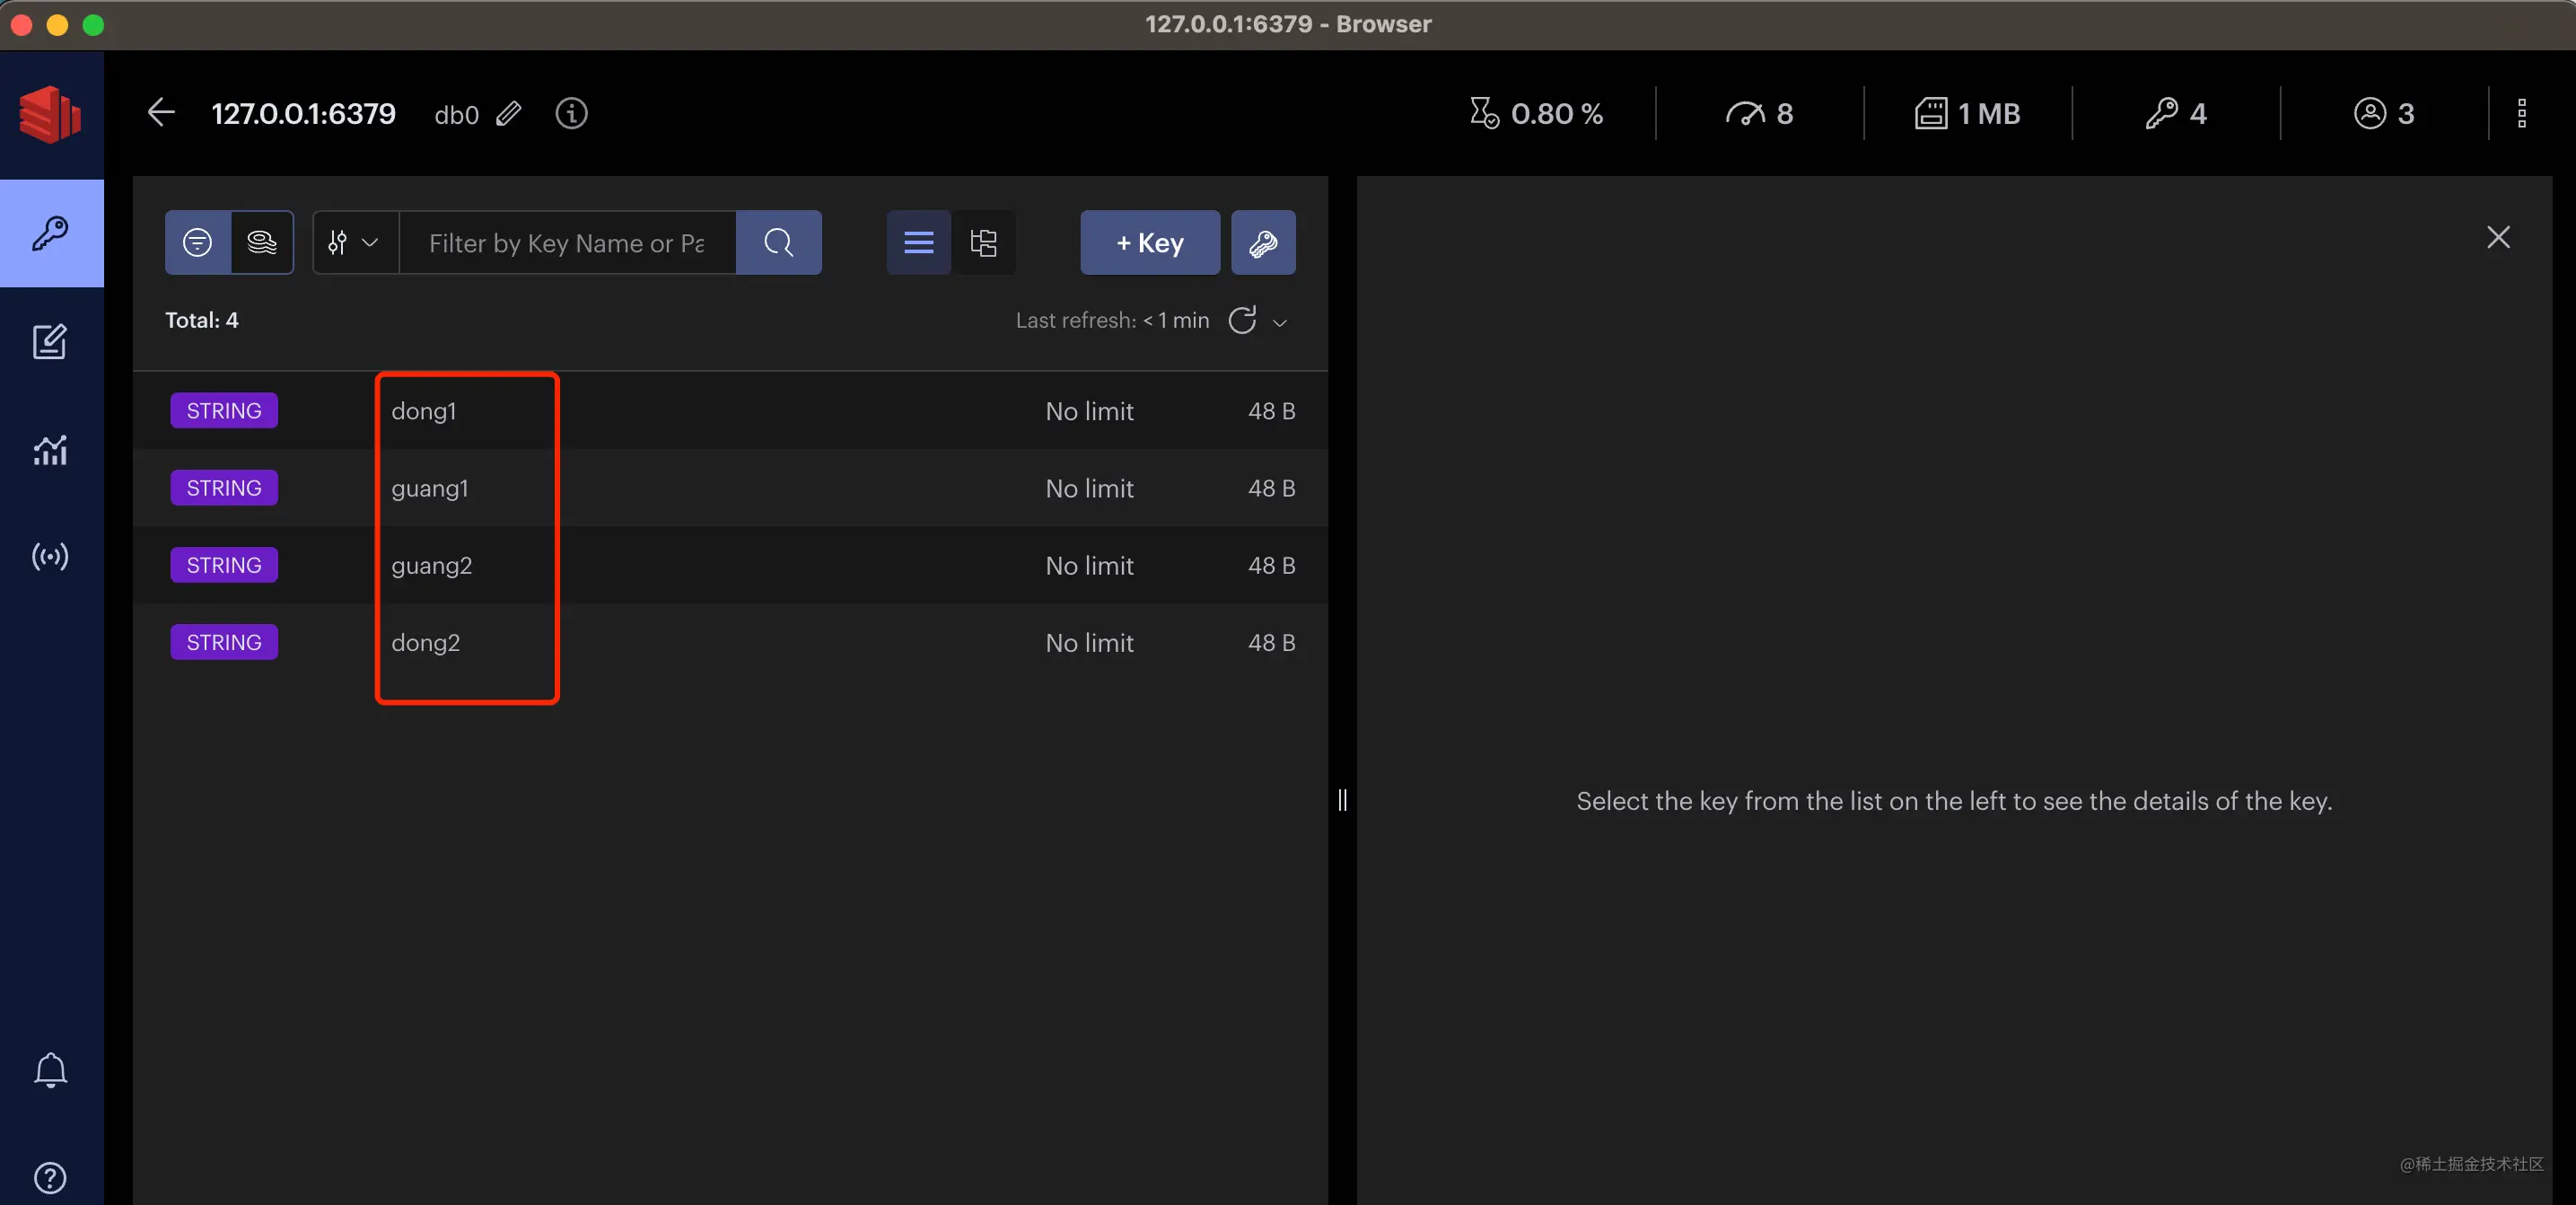 127.0.0.1:6379 - Browser
127.0.0.1:6379 db0 0.80 % 8 1 MB 4 3
Filter by Key Name or Pa + Key
Total: 4 Last refresh: < 1 min
STRING dong1 No limit 48 B
STRING guang1 No limit 48 B
STRING guang2 No limit 48 B
STRING dong2 No limit 48 B
Select the key from the list on the left to see the details of the key.
@稀土掘金技术社区